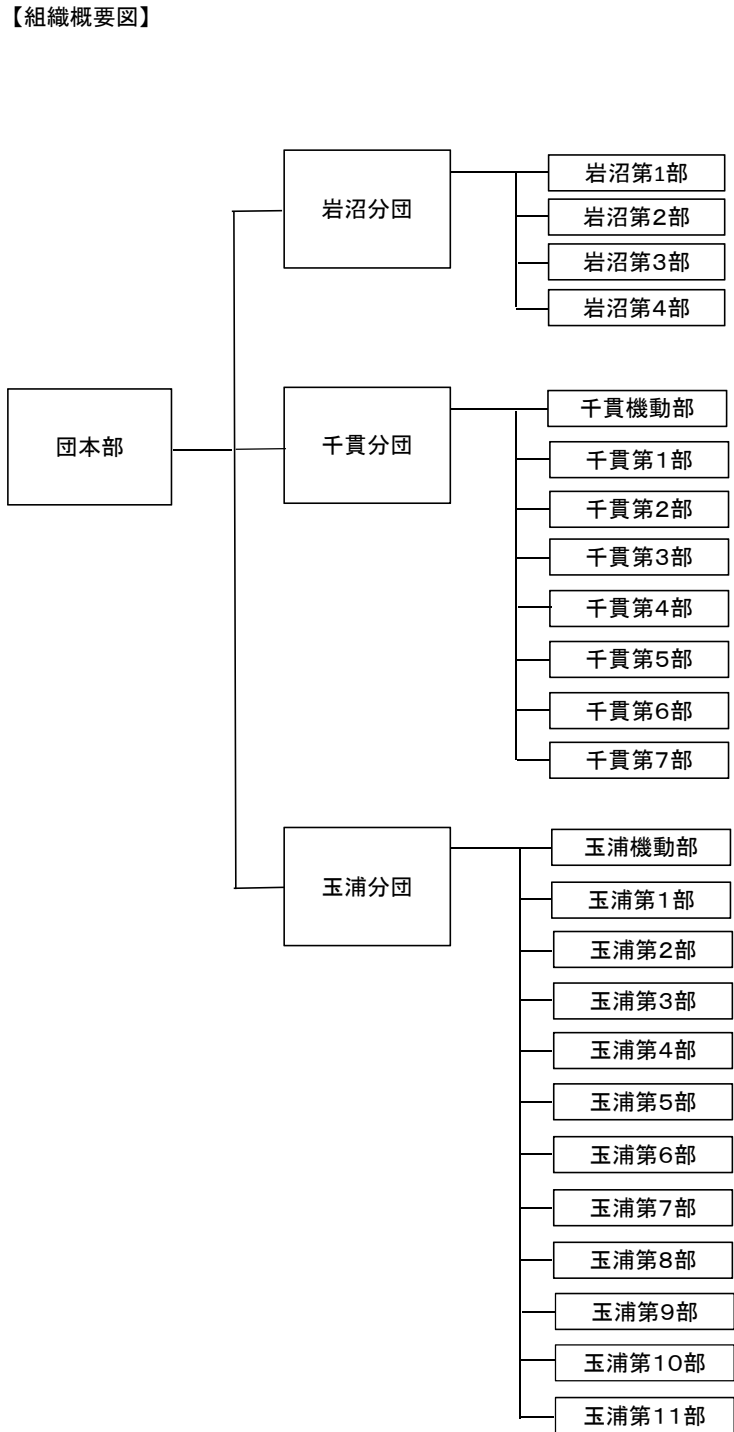 【組織概要図】
岩沼分団
岩沼第1部
岩沼第２部
岩沼第３部
岩沼第４部
団本部
千貫分団
千貫機動部
千貫第１部
千貫第２部
千貫第３部
千貫第４部
千貫第５部
千貫第６部
千貫第７部
玉浦分団
玉浦機動部
玉浦第１部
玉浦第２部
玉浦第３部
玉浦第４部
玉浦第５部
玉浦第６部
玉浦第７部
玉浦第８部
玉浦第９部
玉浦第１０部
玉浦第１１部